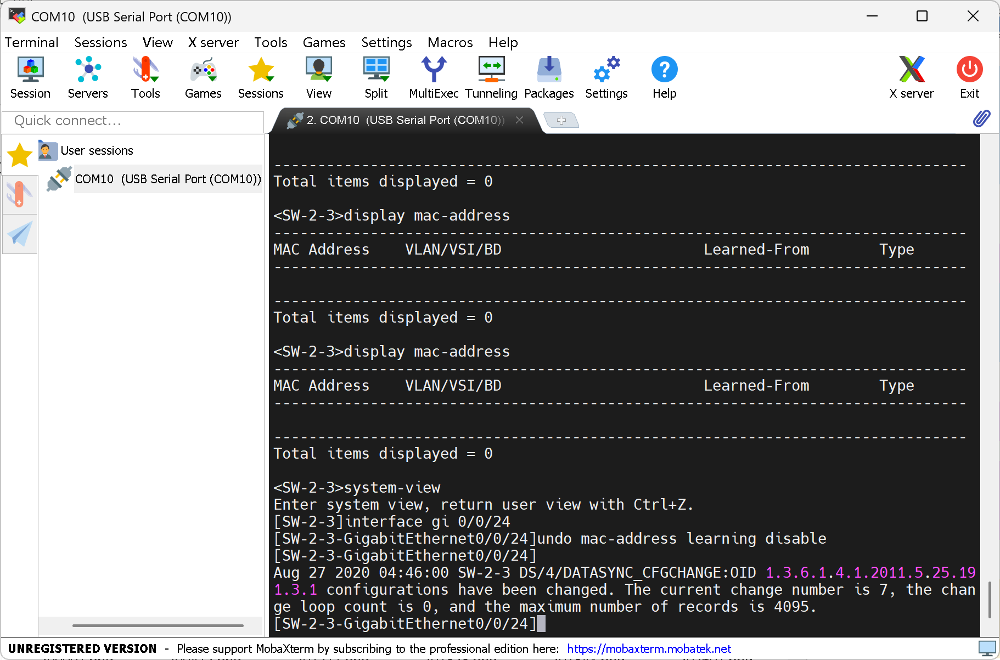 COM10 (USB Serial Port (COM10))
Terminal Sessions View X server Tools Games Settings Macros Help
Session Servers Tools Games Sessions View Split MultiExec Tunneling Packages Settings Help X server Exit
Quick connect...
2. COM10 (USB Serial Port (COM10))
User sessions
COM10 (USB Serial Port (COM10))
-------------------------------------------------------------------------------
Total items displayed = 0
<SW-2-3>display mac-address
-------------------------------------------------------------------------------
MAC Address    VLAN/VSI/BD                       Learned-From        Type
-------------------------------------------------------------------------------
-------------------------------------------------------------------------------
Total items displayed = 0
<SW-2-3>display mac-address
-------------------------------------------------------------------------------
MAC Address    VLAN/VSI/BD                       Learned-From        Type
-------------------------------------------------------------------------------
-------------------------------------------------------------------------------
Total items displayed = 0
<SW-2-3>system-view
Enter system view, return user view with Ctrl+Z.
[SW-2-3]interface gi 0/0/24
[SW-2-3-GigabitEthernet0/0/24]undo mac-address learning disable
[SW-2-3-GigabitEthernet0/0/24]
Aug 27 2020 04:46:00 SW-2-3 DS/4/DATASYNC_CFGCHANGE:OID 1.3.6.1.4.1.2011.5.25.19
1.3.1 configurations have been changed. The current change number is 7, the chan
ge loop count is 0, and the maximum number of records is 4095.
[SW-2-3-GigabitEthernet0/0/24]
UNREGISTERED VERSION - Please support MobaXterm by subscribing to the professional edition here: https://mobaxterm.mobatek.net